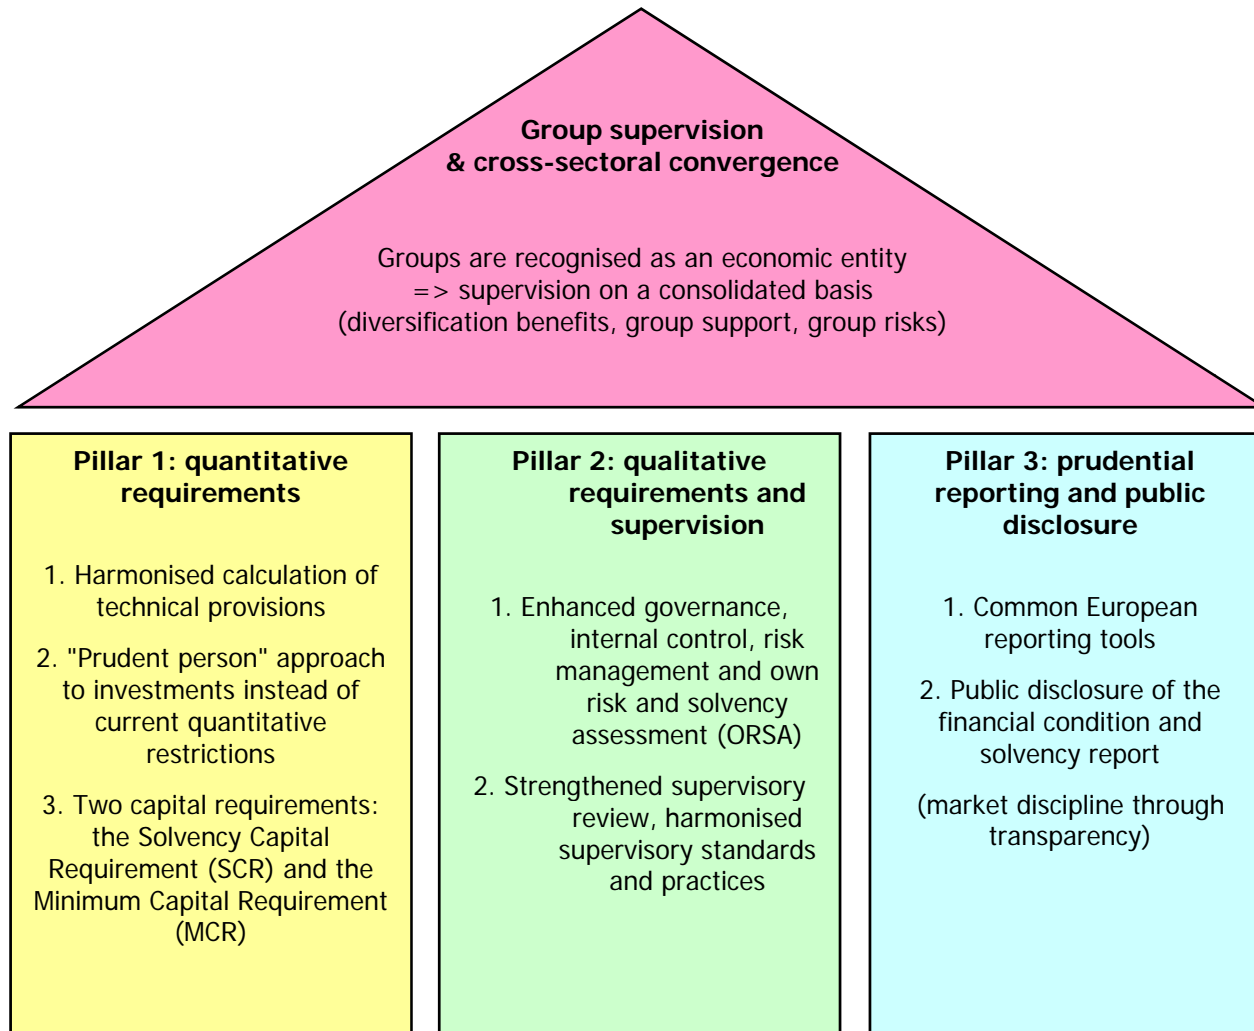 Group supervision
& cross-sectoral convergence
Groups are recognised as an economic entity
=> supervision on a consolidated basis
(diversification benefits, group support, group risks)
Pillar 1: quantitative
requirements
1. Harmonised calculation of
technical provisions
2. "Prudent person" approach
to investments instead of
current quantitative
restrictions
3. Two capital requirements:
the Solvency Capital
Requirement (SCR) and the
Minimum Capital Requirement
(MCR)
Pillar 2: qualitative
requirements and
supervision
1. Enhanced governance,
internal control, risk
management and own
risk and solvency
assessment (ORSA)
2. Strengthened supervisory
review, harmonised
supervisory standards
and practices
Pillar 3: prudential
reporting and public
disclosure
1. Common European
reporting tools
2. Public disclosure of the
financial condition and
solvency report
(market discipline through
transparency)